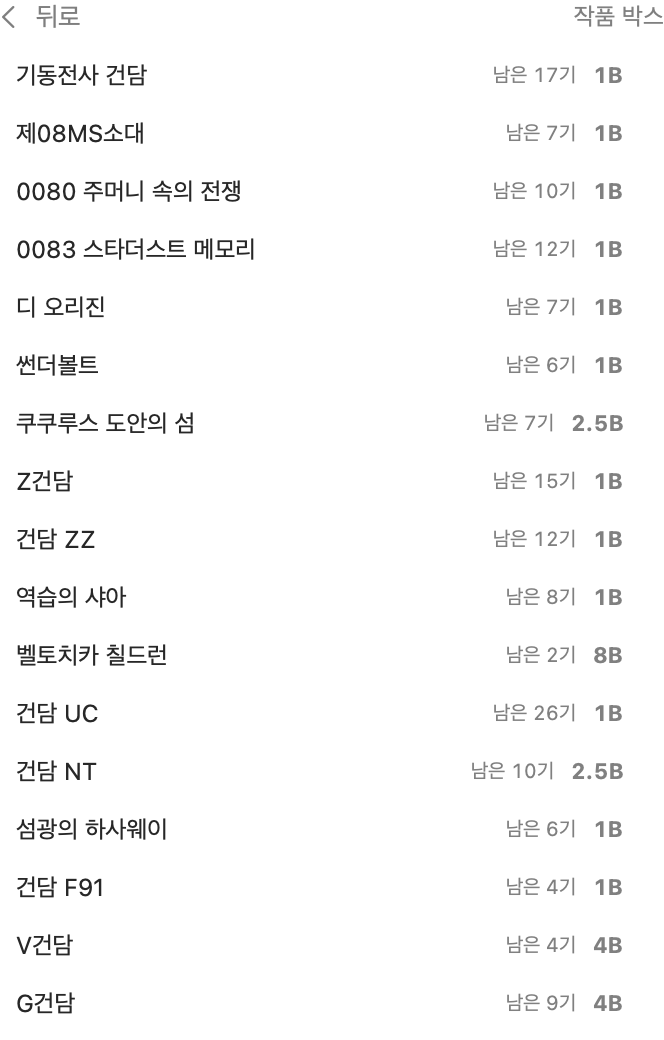 뒤로 작품 박스
기동전사 건담 남은 17기 1B
제08MS소대 남은 7기 1B
0080 주머니 속의 전쟁 남은 10기 1B
0083 스타더스트 메모리 남은 12기 1B
디 오리진 남은 7기 1B
썬더볼트 남은 6기 1B
쿠쿠루스 도안의 섬 남은 7기 2.5B
Z건담 남은 15기 1B
건담 ZZ 남은 12기 1B
역습의 샤아 남은 8기 1B
벨토치카 칠드런 남은 2기 8B
건담 UC 남은 26기 1B
건담 NT 남은 10기 2.5B
섬광의 하사웨이 남은 6기 1B
건담 F91 남은 4기 1B
V건담 남은 4기 4B
G건담 남은 9기 4B